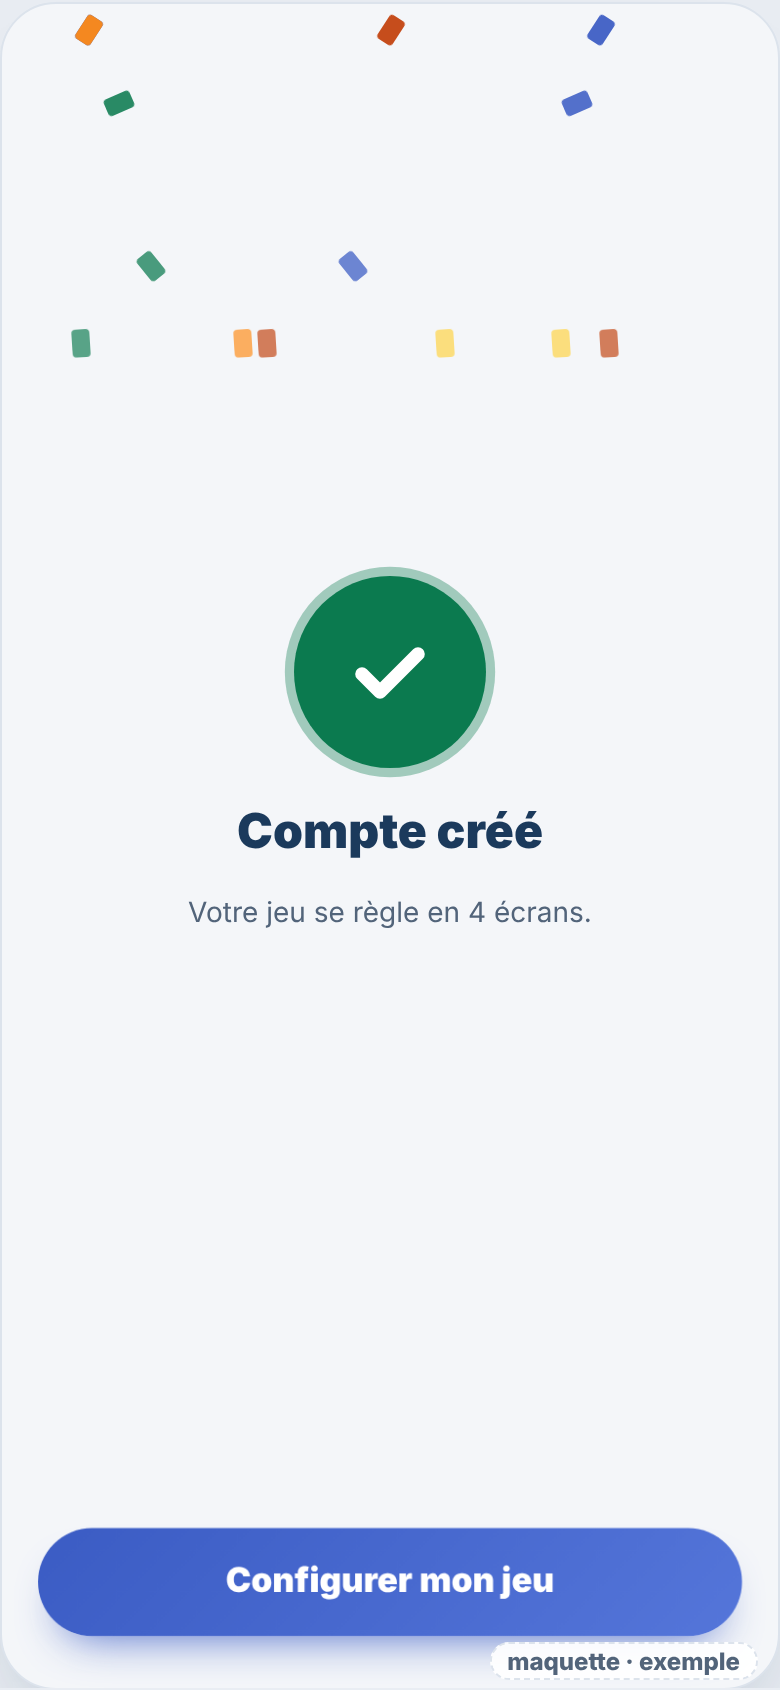 Compte créé
Votre jeu se règle en 4 écrans.
Configurer mon jeu
maquette · exemple